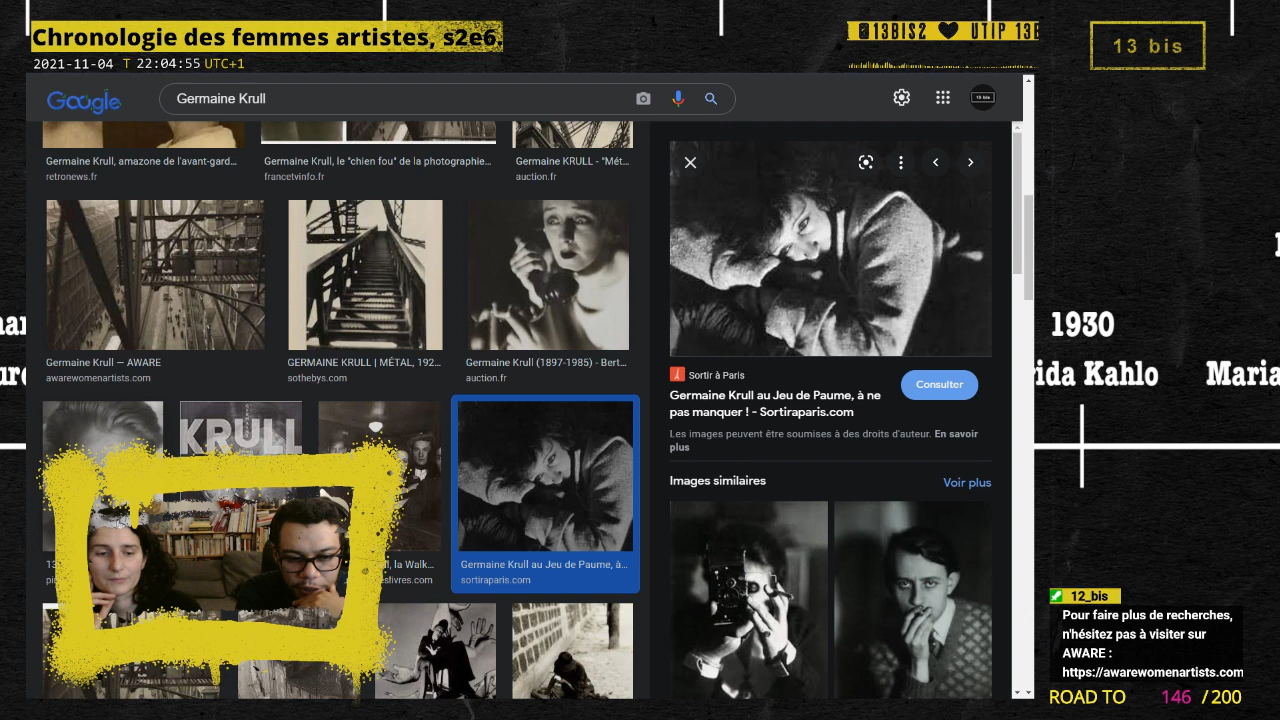 Chronologie des femmes artistes, s2e6
2021-11-04 T 22:04:55 UTC+1
@13BIS2 UTIP 13B
13 bis
Google
Germaine Krull
13 bis
Germaine Krull, amazone de l'avant-gard...
retronews.fr
Germaine Krull, le "chien fou" de la photographie...
francetvinfo.fr
Germaine KRULL - "Mét...
auction.fr
Germaine Krull — AWARE
awarewomenartists.com
GERMAINE KRULL | MÉTAL, 192...
sothebys.com
Germaine Krull (1897-1985) - Bert...
auction.fr
KRULL
Germaine Krull au Jeu de Paume, à...
sortiraparis.com
Sortir à Paris
Consulter
Germaine Krull au Jeu de Paume, à ne
pas manquer ! - Sortiraparis.com
Les images peuvent être soumises à des droits d'auteur. En savoir
plus
Images similaires
Voir plus
1930
ida Kahlo
Maria
12_bis
Pour faire plus de recherches,
n'hésitez pas à visiter sur
AWARE :
https://awarewomenartists.com
ROAD TO 146 /200